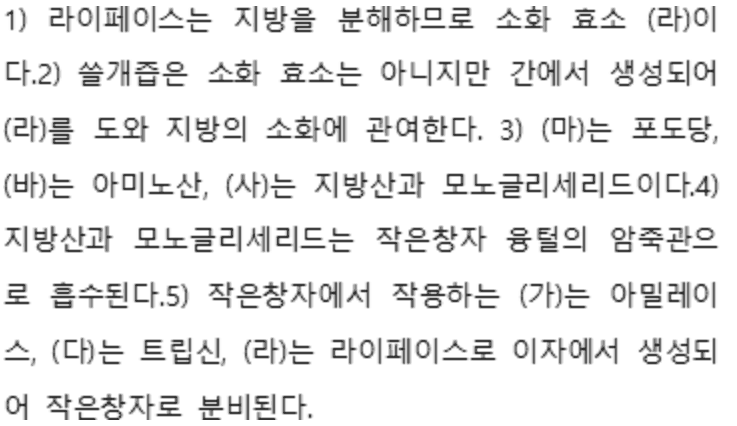 1) 라이페이스는 지방을 분해하므로 소화 효소 (라)이
다.2) 쓸개즙은 소화 효소는 아니지만 간에서 생성되어
(라)를 도와 지방의 소화에 관여한다. 3) (마)는 포도당,
(바)는 아미노산, (사)는 지방산과 모노글리세리드이다.4)
지방산과 모노글리세리드는 작은창자 융털의 암죽관으
로 흡수된다.5) 작은창자에서 작용하는 (가)는 아밀레이
스, (다)는 트립신, (라)는 라이페이스로 이자에서 생성되
어 작은창자로 분비된다.